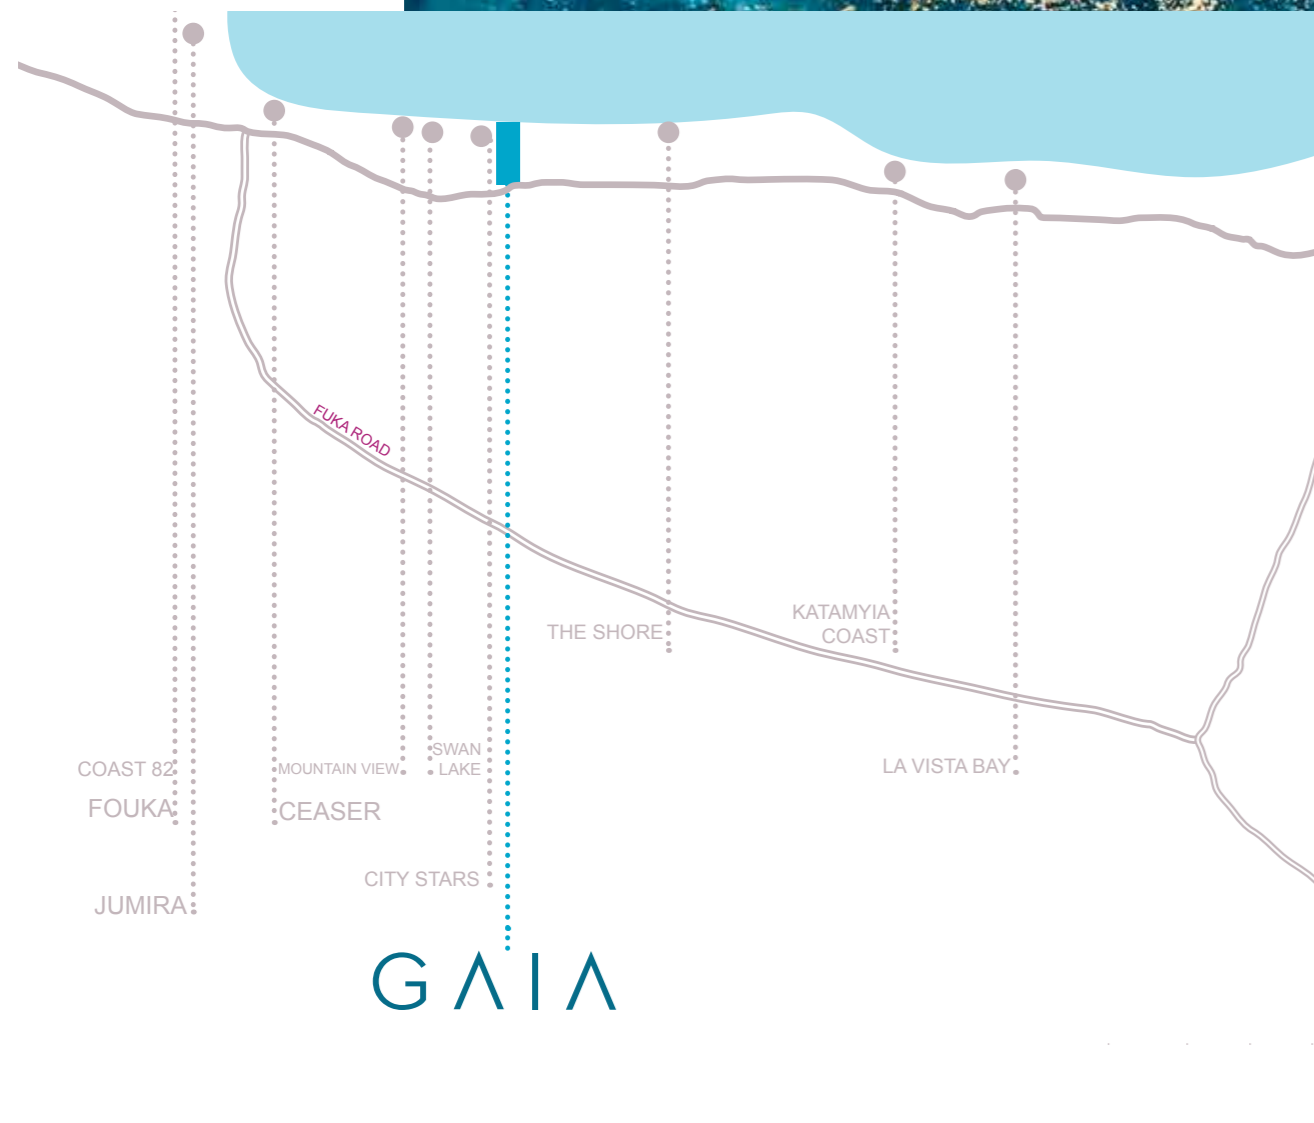 FUKA ROAD
THE SHORE
KATAMYIA
COAST
SWAN
LAKE
COAST 82
MOUNTAIN VIEW
LA VISTA BAY
FOUKA
CEASER
CITY STARS
JUMIRA
GAIA